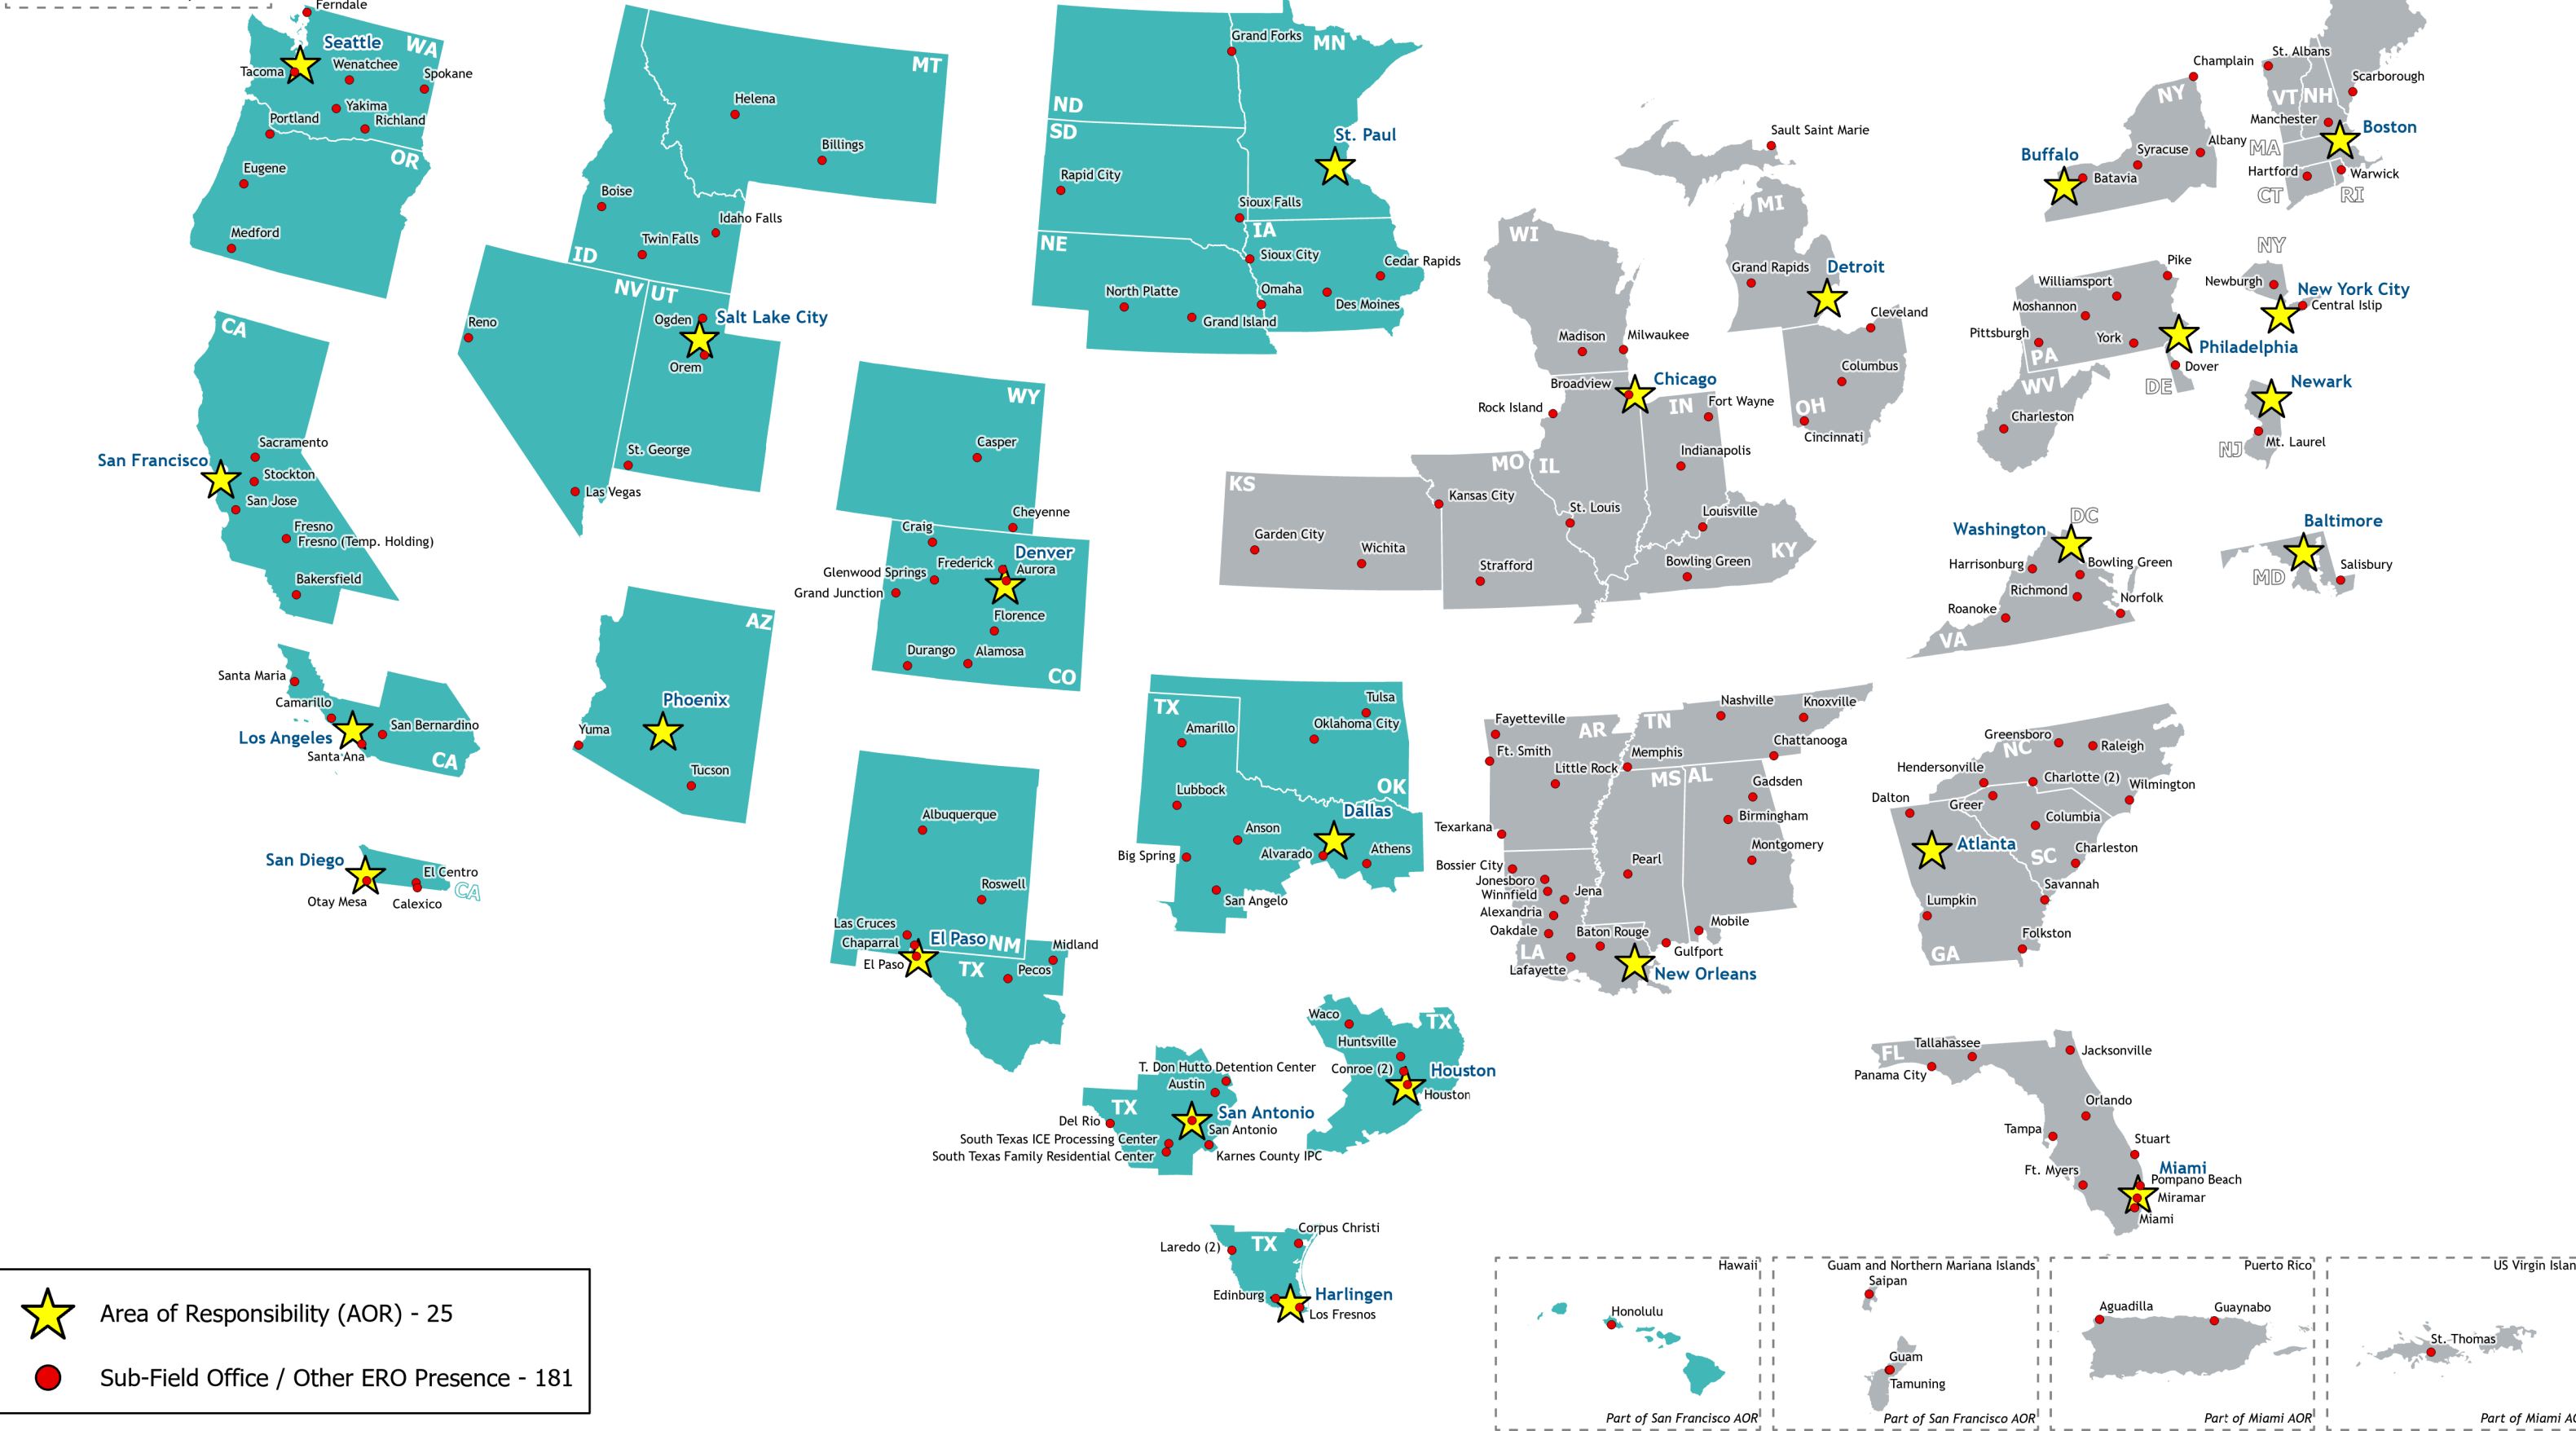 Ferndale
Seattle
WA
Tacoma
Wenatchee
Spokane
Yakima
Portland
Richland
OR
Eugene
Medford
MT
Helena
Billings
Boise
Idaho Falls
Twin Falls
ID
NV
UT
Ogden
Salt Lake City
Reno
Orem
St. George
Las Vegas
CA
Sacramento
San Francisco
Stockton
San Jose
Fresno
Fresno (Temp. Holding)
Bakersfield
Santa Maria
Camarillo
San Bernardino
Los Angeles
Santa Ana
CA
San Diego
El Centro
CA
Otay Mesa
Calexico
AZ
Phoenix
Yuma
Tucson
WY
Casper
Cheyenne
Craig
Denver
Frederick
Aurora
Glenwood Springs
Grand Junction
Florence
Durango
Alamosa
CO
Albuquerque
Roswell
Las Cruces
Chaparral
El Paso
NM
Midland
El Paso
TX
Pecos
Grand Forks
MN
ND
SD
St. Paul
Rapid City
Sioux Falls
IA
NE
Sioux City
Cedar Rapids
North Platte
Omaha
Des Moines
Grand Island
TX
Tulsa
Amarillo
Oklahoma City
OK
Lubbock
Dallas
Anson
Alvarado
Athens
Big Spring
San Angelo
Waco
TX
Huntsville
Conroe (2)
Houston
Houston
T. Don Hutto Detention Center
Austin
TX
San Antonio
Del Rio
San Antonio
South Texas ICE Processing Center
South Texas Family Residential Center
Karnes County IPC
Corpus Christi
Laredo (2)
TX
Edinburg
Harlingen
Los Fresnos
Sault Saint Marie
MI
WI
Grand Rapids
Detroit
Cleveland
Madison
Milwaukee
Columbus
Broadview
Chicago
Rock Island
IN
Fort Wayne
OH
Cincinnati
Indianapolis
MO
IL
KS
Kansas City
St. Louis
Louisville
Garden City
Wichita
KY
Strafford
Bowling Green
Nashville
Knoxville
Fayetteville
AR
TN
Chattanooga
Ft. Smith
Memphis
Little Rock
MS
AL
Gadsden
Birmingham
Texarkana
Montgomery
Bossier City
Pearl
Jonesboro
Winnfield
Jena
Alexandria
Mobile
Oakdale
Baton Rouge
LA
Gulfport
Lafayette
New Orleans
St. Albans
Champlain
Scarborough
NY
VT
NH
Manchester
Boston
Albany
MA
Buffalo
Syracuse
Batavia
Hartford
Warwick
CT
RI
NY
Pike
Williamsport
Newburgh
New York City
Moshannon
Central Islip
Pittsburgh
York
PA
Philadelphia
Dover
WV
DE
Newark
Charleston
Mt. Laurel
NJ
DC
Washington
Baltimore
Harrisonburg
Bowling Green
Salisbury
MD
Richmond
Roanoke
Norfolk
VA
Greensboro
NC
Raleigh
Hendersonville
Charlotte (2)
Wilmington
Dalton
Greer
Columbia
Atlanta
SC
Charleston
Savannah
Lumpkin
Folkston
GA
FL
Tallahassee
Jacksonville
Panama City
Orlando
Tampa
Stuart
Ft. Myers
Miami
Pompano Beach
Miramar
Miami
Hawaii
Honolulu
Part of San Francisco AOR
Guam and Northern Mariana Islands
Saipan
Guam
Tamuning
Part of San Francisco AOR
Puerto Rico
Aguadilla
Guaynabo
Part of Miami AOR
US Virgin Islan
St. Thomas
Part of Miami AO
Area of Responsibility (AOR) - 25
Sub-Field Office / Other ERO Presence - 181